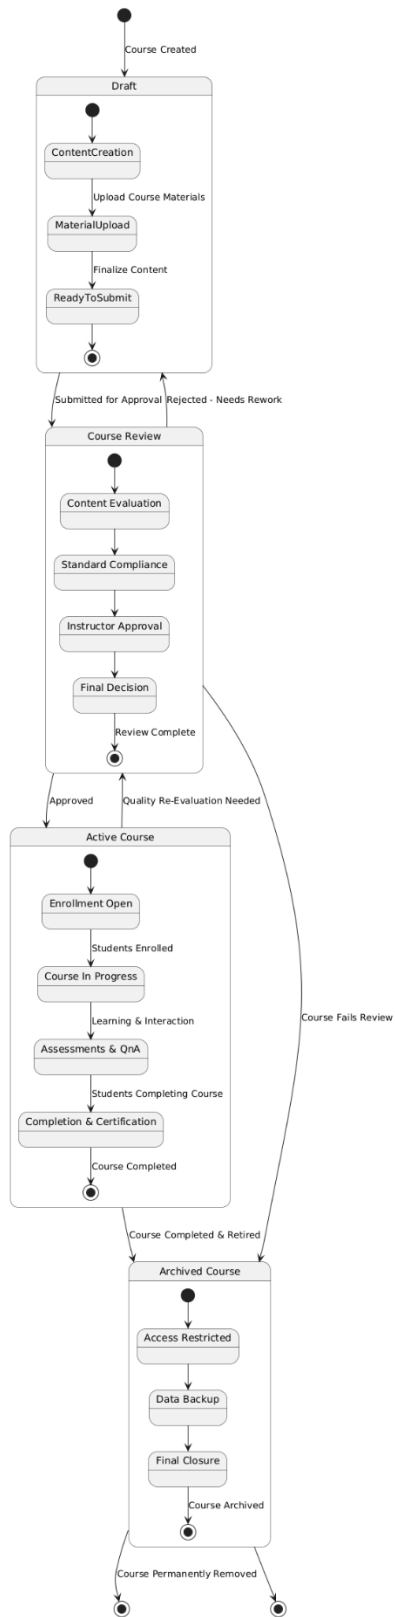 Course Created
Draft
ContentCreation
Upload Course Materials
MaterialUpload
Finalize Content
ReadyToSubmit
Submitted for Approval
Rejected - Needs Rework
Course Review
Content Evaluation
Standard Compliance
Instructor Approval
Final Decision
Review Complete
Approved
Quality Re-Evaluation Needed
Active Course
Enrollment Open
Students Enrolled
Course In Progress
Learning & Interaction
Course Fails Review
Assessments & QnA
Students Completing Course
Completion & Certification
Course Completed
Course Completed & Retired
Archived Course
Access Restricted
Data Backup
Final Closure
Course Archived
Course Permanently Removed